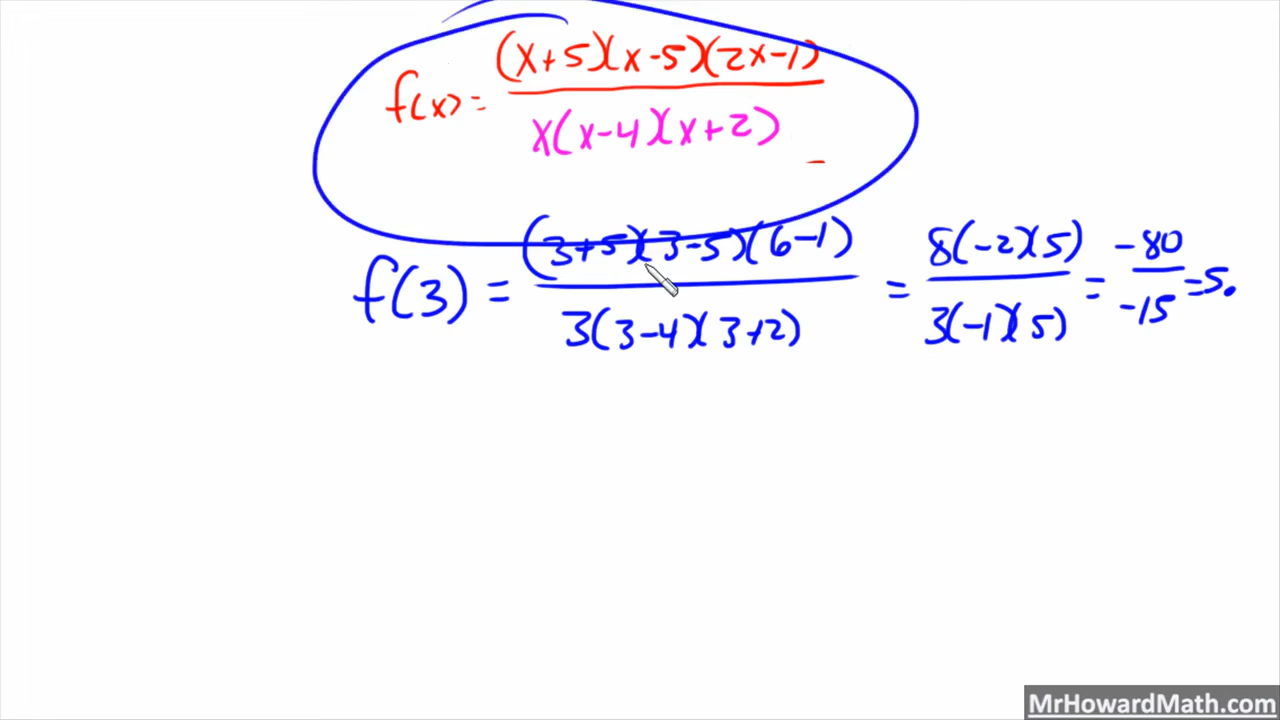 f(x) = (x+5)(x-5)(2x-1) / x(x-4)(x+2)
f(3) = (3+5)(3-5)(6-1) / 3(3-4)(3+2) = 8(-2)(5) / 3(-1)(5) = -80 / -15 = 5.
MrHowardMath.com